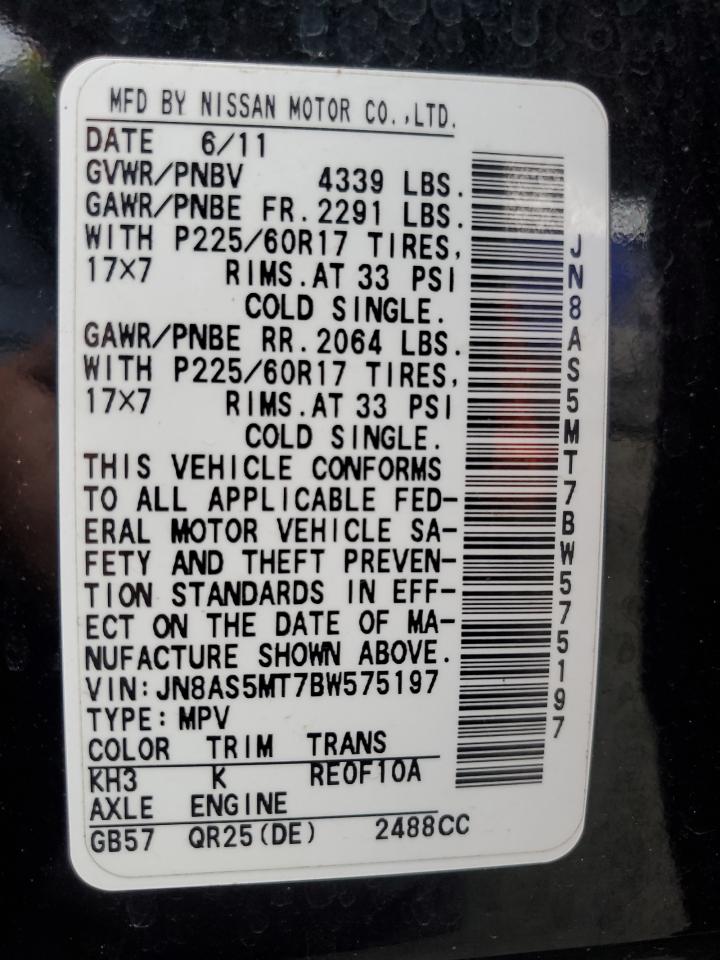 MFD BY NISSAN MOTOR CO.,LTD.
DATE 6/11
GVWR/PNBV 4339 LBS.
GAWR/PNBE FR.2291 LBS.
WITH P225/60R17 TIRES,
17×7 RIMS.AT 33 PSI
COLD SINGLE.
GAWR/PNBE RR.2064 LBS.
WITH P225/60R17 TIRES,
17×7 RIMS.AT 33 PSI
COLD SINGLE.
THIS VEHICLE CONFORMS
TO ALL APPLICABLE FED-
ERAL MOTOR VEHICLE SA-
FETY AND THEFT PREVEN-
TION STANDARDS IN EFF-
ECT ON THE DATE OF MA-
NUFACTURE SHOWN ABOVE.
VIN:JN8AS5MT7BW575197
TYPE:MPV
COLOR TRIM TRANS
KH3 K RE0F10A
AXLE ENGINE
GB57 QR25(DE) 2488CC
JN8AS5MT7BW575197